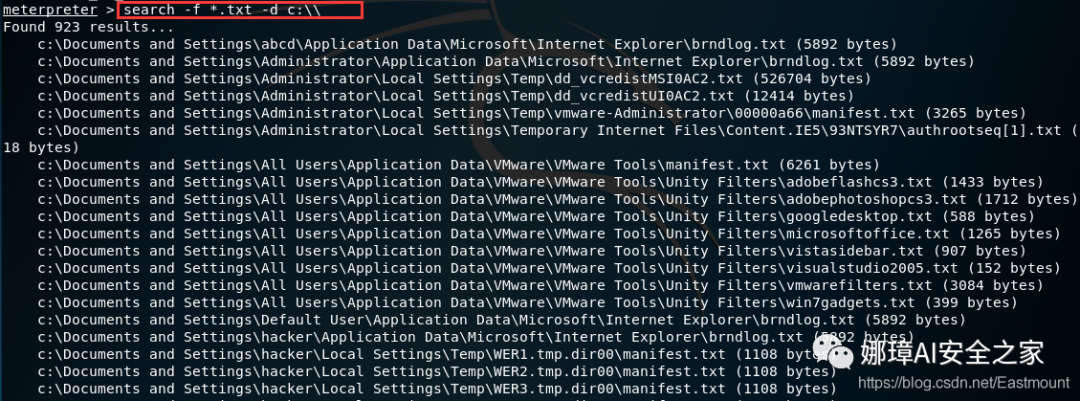 meterpreter > search -f *.txt -d c:\\
Found 923 results...
c:\Documents and Settings\abcd\Application Data\Microsoft\Internet Explorer\brndlog.txt (5892 bytes)
c:\Documents and Settings\Administrator\Application Data\Microsoft\Internet Explorer\brndlog.txt (5892 bytes)
c:\Documents and Settings\Administrator\Local Settings\Temp\dd_vcredistMSI0AC2.txt (526704 bytes)
c:\Documents and Settings\Administrator\Local Settings\Temp\dd_vcredistUI0AC2.txt (12414 bytes)
c:\Documents and Settings\Administrator\Local Settings\Temp\vmware-Administrator\00000a66\manifest.txt (3265 bytes)
c:\Documents and Settings\Administrator\Local Settings\Temporary Internet Files\Content.IE5\93NTSYR7\authrootseq[1].txt (
18 bytes)
c:\Documents and Settings\All Users\Application Data\VMware\VMware Tools\manifest.txt (6261 bytes)
c:\Documents and Settings\All Users\Application Data\VMware\VMware Tools\Unity Filters\adobeflashcs3.txt (1433 bytes)
c:\Documents and Settings\All Users\Application Data\VMware\VMware Tools\Unity Filters\adobephotoshopcs3.txt (1712 bytes)
c:\Documents and Settings\All Users\Application Data\VMware\VMware Tools\Unity Filters\googledesktop.txt (588 bytes)
c:\Documents and Settings\All Users\Application Data\VMware\VMware Tools\Unity Filters\microsoftoffice.txt (1265 bytes)
c:\Documents and Settings\All Users\Application Data\VMware\VMware Tools\Unity Filters\vistasidebar.txt (907 bytes)
c:\Documents and Settings\All Users\Application Data\VMware\VMware Tools\Unity Filters\visualstudio2005.txt (152 bytes)
c:\Documents and Settings\All Users\Application Data\VMware\VMware Tools\Unity Filters\vmwarefilters.txt (3084 bytes)
c:\Documents and Settings\All Users\Application Data\VMware\VMware Tools\Unity Filters\win7gadgets.txt (399 bytes)
c:\Documents and Settings\Default User\Application Data\Microsoft\Internet Explorer\brndlog.txt (5892 bytes)
c:\Documents and Settings\hacker\Application Data\Microsoft\Internet Explorer\brndlog.txt (5892 bytes)
c:\Documents and Settings\hacker\Local Settings\Temp\WER1.tmp.dir00\manifest.txt (1108 bytes)
c:\Documents and Settings\hacker\Local Settings\Temp\WER2.tmp.dir00\manifest.txt (1108 bytes)
c:\Documents and Settings\hacker\Local Settings\Temp\WER3.tmp.dir00\manifest.txt (1108 bytes)
娜璋AI安全之家
https://blog.csdn.net/Eastmount